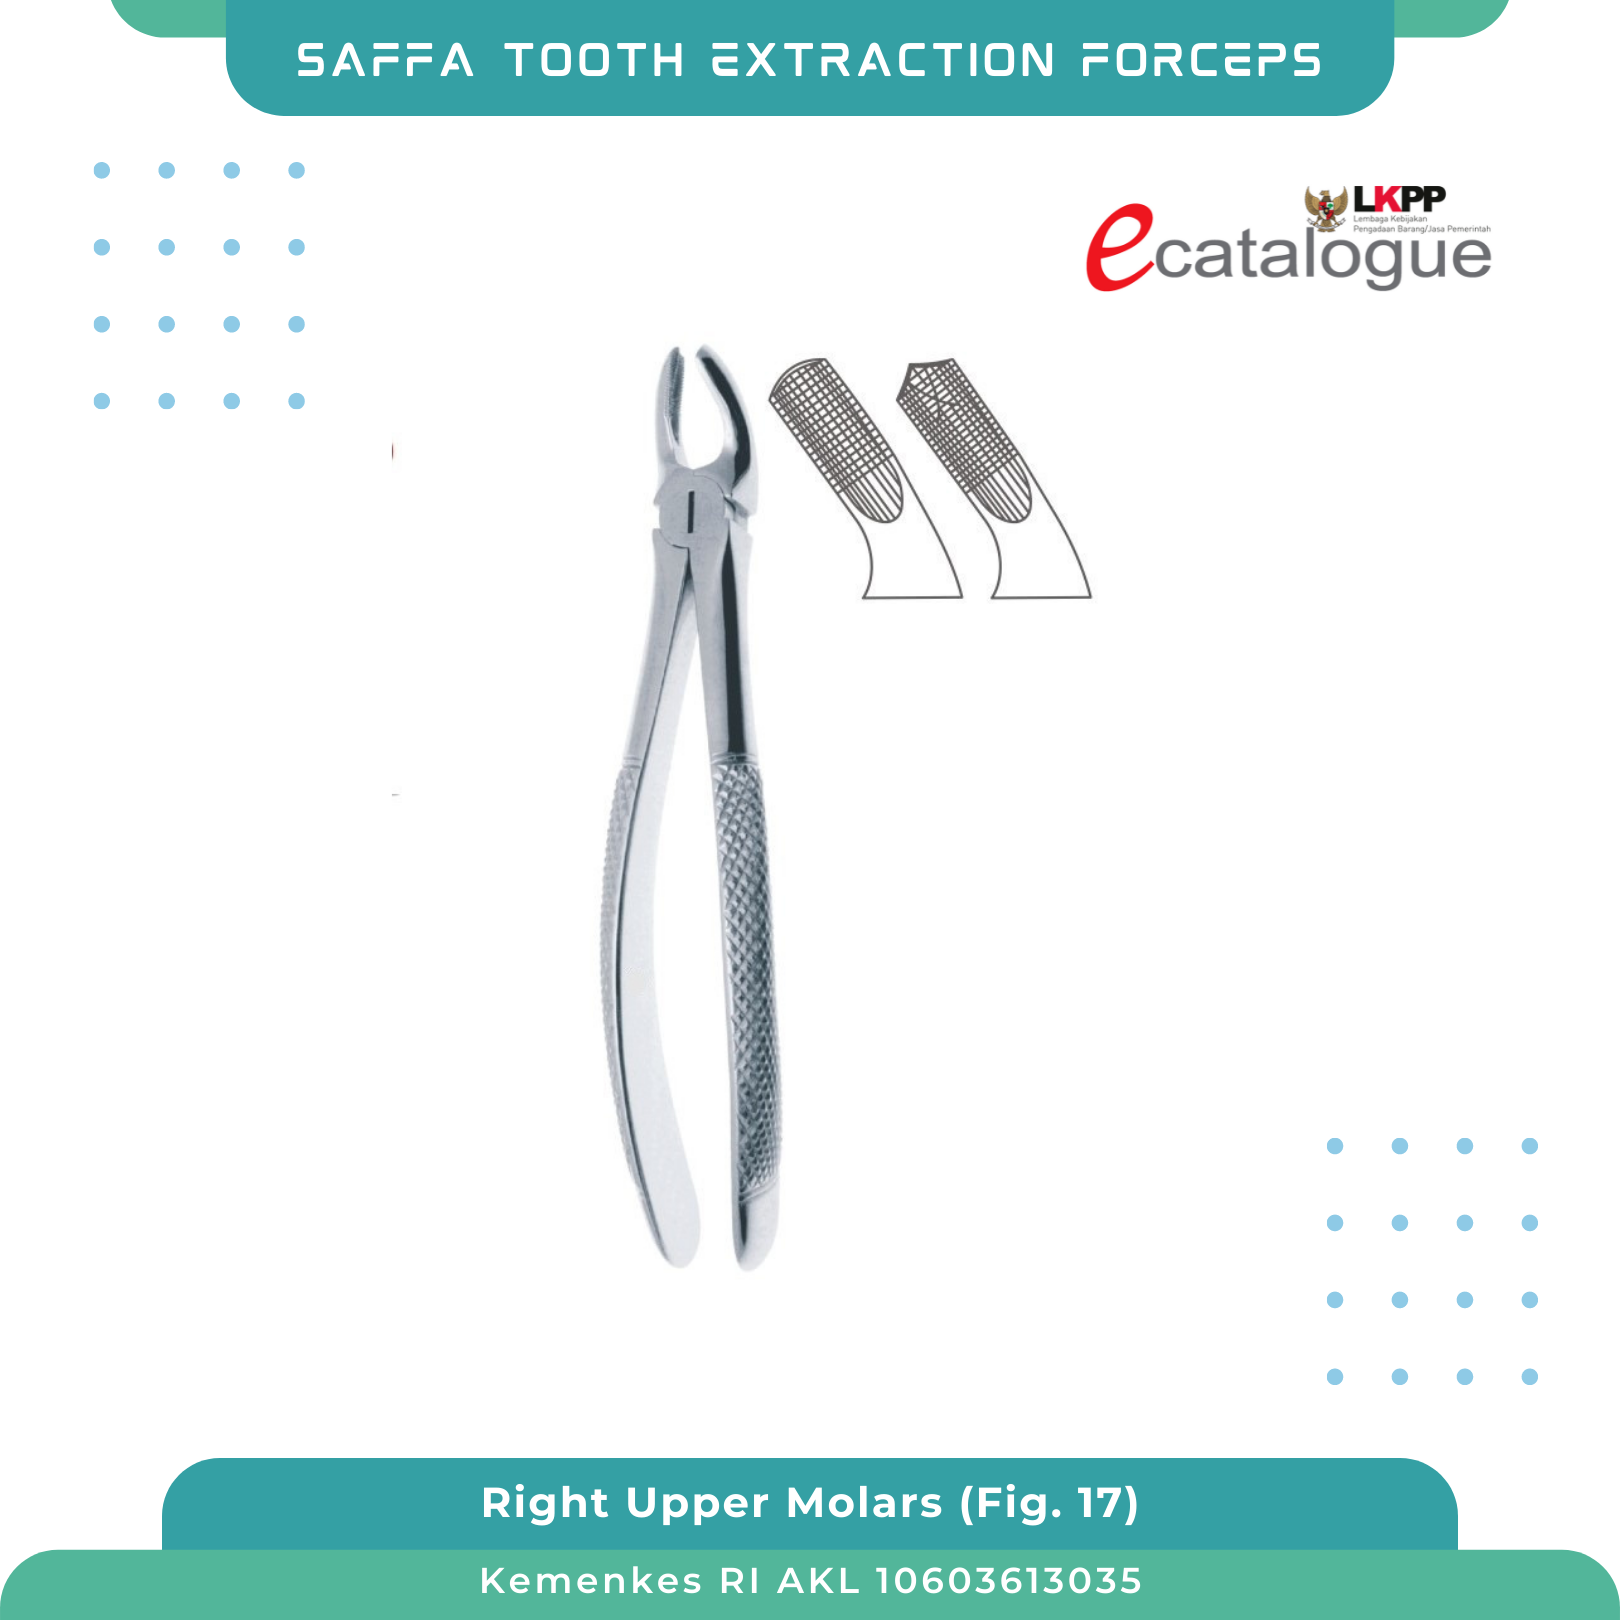 SAFFA TOOTH EXTRACTION FORCEPS
LKPP
Lembaga Kebijakan
Pengadaan Barang/Jasa Pemerintah
ecatalogue
Right Upper Molars (Fig. 17)
Kemenkes RI AKL 10603613035